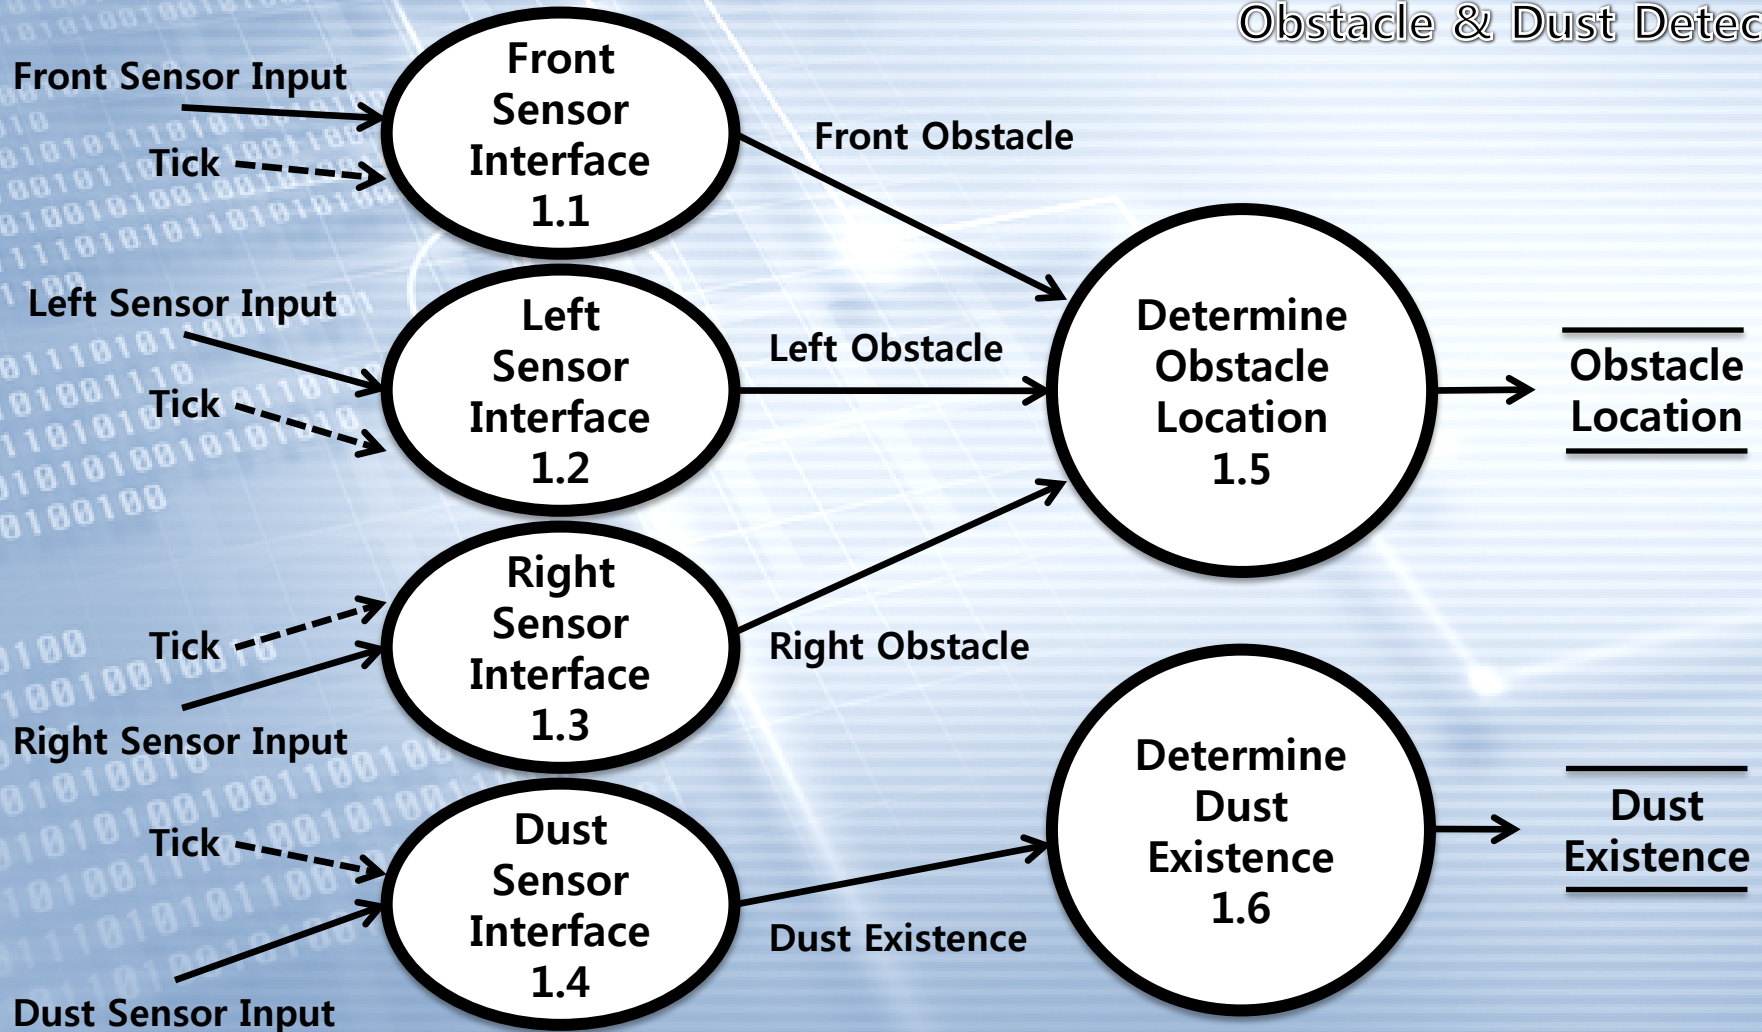 Obstacle & Dust Detec
Front Sensor Input
Tick
Front
Sensor
Interface
1.1
Front Obstacle
Left Sensor Input
Tick
Left
Sensor
Interface
1.2
Left Obstacle
Determine
Obstacle
Location
1.5
Obstacle
Location
Tick
Right Sensor Input
Right
Sensor
Interface
1.3
Right Obstacle
Tick
Dust Sensor Input
Dust
Sensor
Interface
1.4
Dust Existence
Determine
Dust
Existence
1.6
Dust
Existence